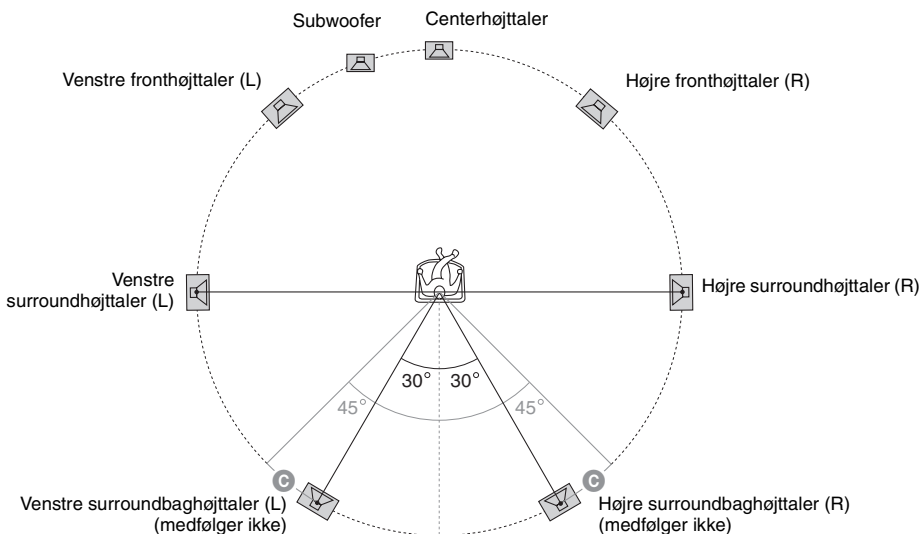 Subwoofer
Centerhøjttaler
Venstre fronthøjttaler (L)
Højre fronthøjttaler (R)
Venstre
surroundhøjttaler (L)
Højre surroundhøjttaler (R)
30°
30°
45°
45°
C
C
Venstre surroundbaghøjttaler (L)
(medfølger ikke)
Højre surroundbaghøjttaler (R)
(medfølger ikke)